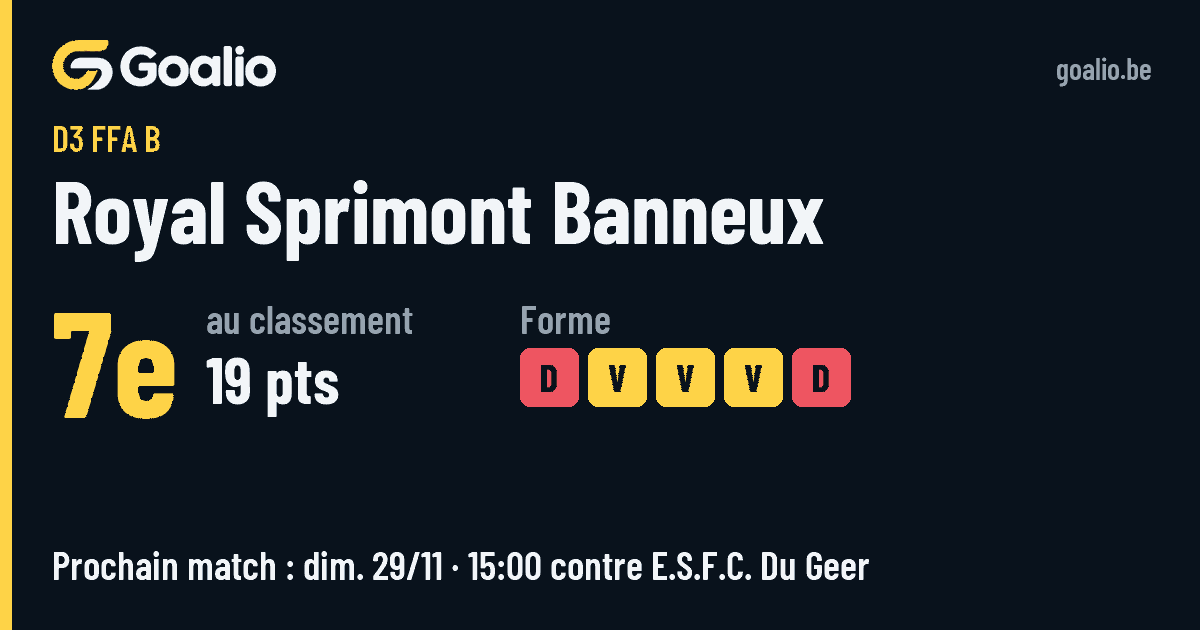 Goalio
goalio.be
D3 FFA B
Royal Sprimont Banneux
7e
au classement
19 pts
Forme
D V V V D
Prochain match : dim. 29/11 · 15:00 contre E.S.F.C. Du Geer